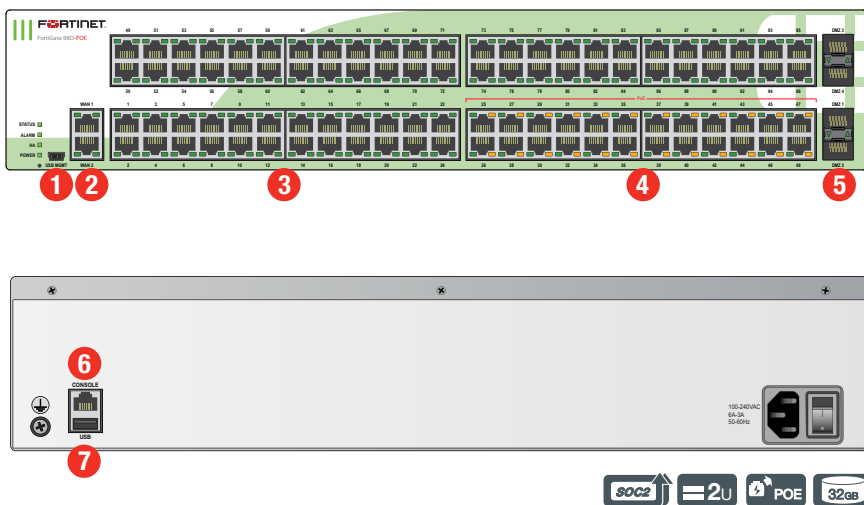 FORTINET
FortiGate 98D-POE
49 51 53 55 57 59 61 63 65 67 69 71 73 75 77 79 81 83 85 87 89 91 93 95 DMZ 3
50 52 54 56 58 60 62 64 66 68 70 72 74 76 78 80 82 84 86 88 90 92 94 96 DMZ 4
PoE
WAN 1 1 3 5 7 9 11 13 15 17 19 21 23 25 27 29 31 33 35 37 39 41 43 45 47 DMZ 1
STATUS
ALARM
HA
POWER
USB MGMT WAN 2 2 4 6 8 10 12 14 16 18 20 22 24 26 28 30 32 34 36 38 40 42 44 46 48 DMZ 2
1 2 3 4 5
6
CONSOLE
USB
7
100-240VAC
6A-3A
50-60Hz
SOC2 2U POE 32GB